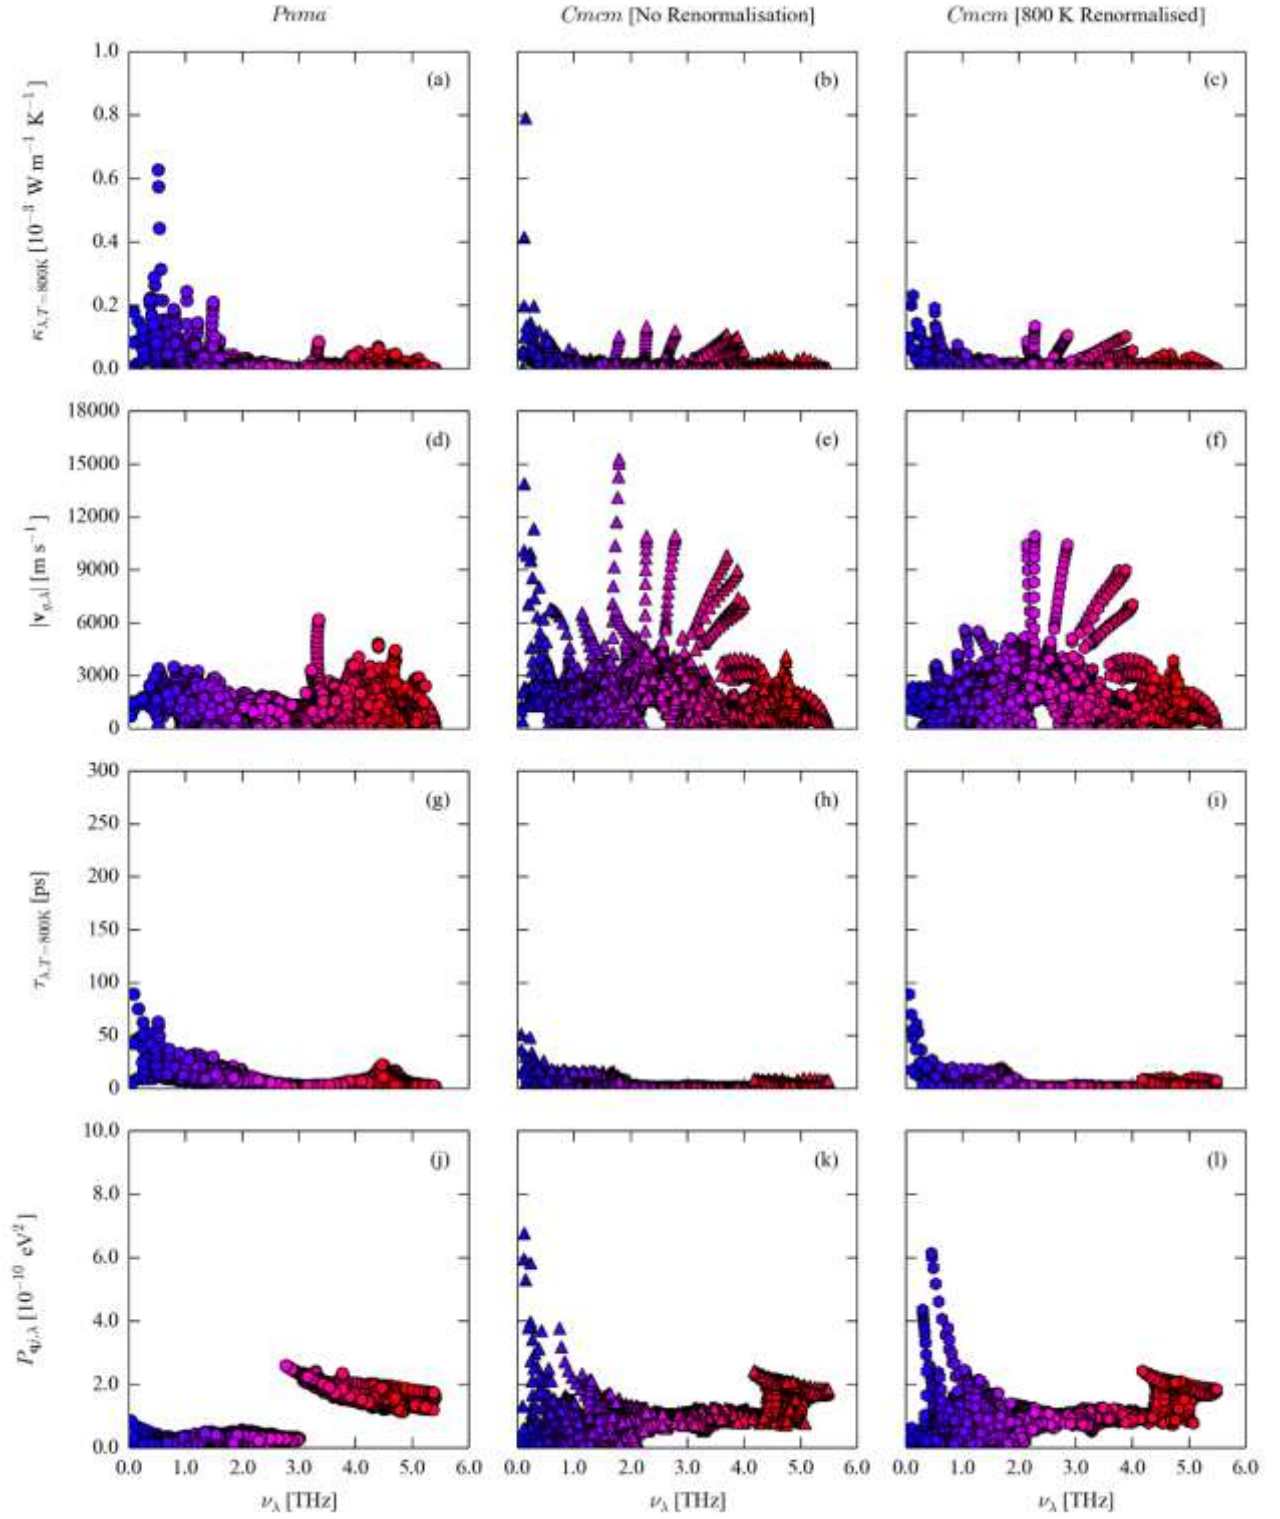 Pnma Cmcm [No Renormalisation] Cmcm [800 K Renormalised]
κλ,T=800K [10⁻³ W m⁻¹ K⁻¹]
1.0 (a) (b) (c)
0.8
0.6
0.4
0.2
0.0
|v_g,λ| [m s⁻¹]
18000 (d) (e) (f)
15000
12000
9000
6000
3000
0
τλ,T=800K [ps]
300 (g) (h) (i)
250
200
150
100
50
0
P_qj,λ [10⁻¹⁰ eV²]
10.0 (j) (k) (l)
8.0
6.0
4.0
2.0
0.0
0.0 1.0 2.0 3.0 4.0 5.0 6.0 0.0 1.0 2.0 3.0 4.0 5.0 6.0 0.0 1.0 2.0 3.0 4.0 5.0 6.0
νλ [THz] νλ [THz] νλ [THz]